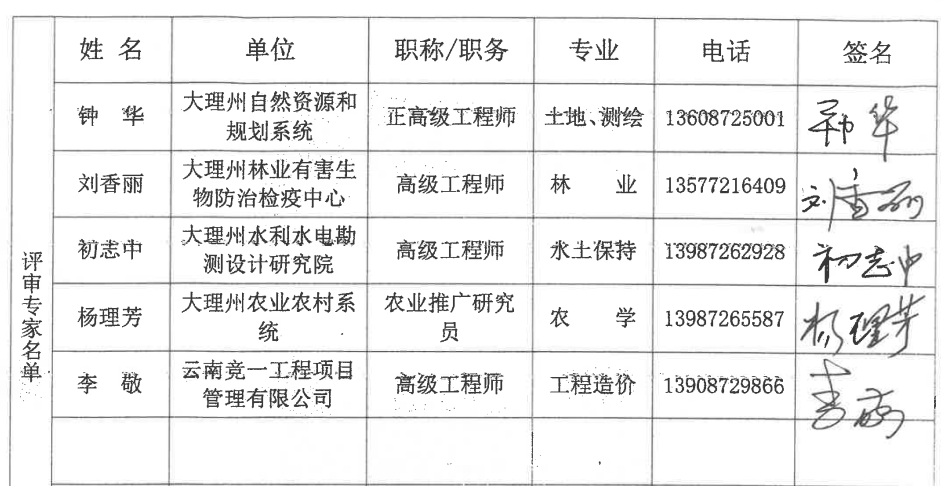 姓 名 单位 职称/职务 专业 电话 签名
评审专家名单
钟 华 大理州自然资源和规划系统 正高级工程师 土地、测绘 13608725001 钟华
刘香丽 大理州林业有害生物防治检疫中心 高级工程师 林 业 13577216409 刘香丽
初志中 大理州水利水电勘测设计研究院 高级工程师 水土保持 13987262928 初志中
杨理芳 大理州农业农村系统 农业推广研究员 农 学 13987265587 杨理芳
李 敬 云南竞一工程项目管理有限公司 高级工程师 工程造价 13908729866 李敬